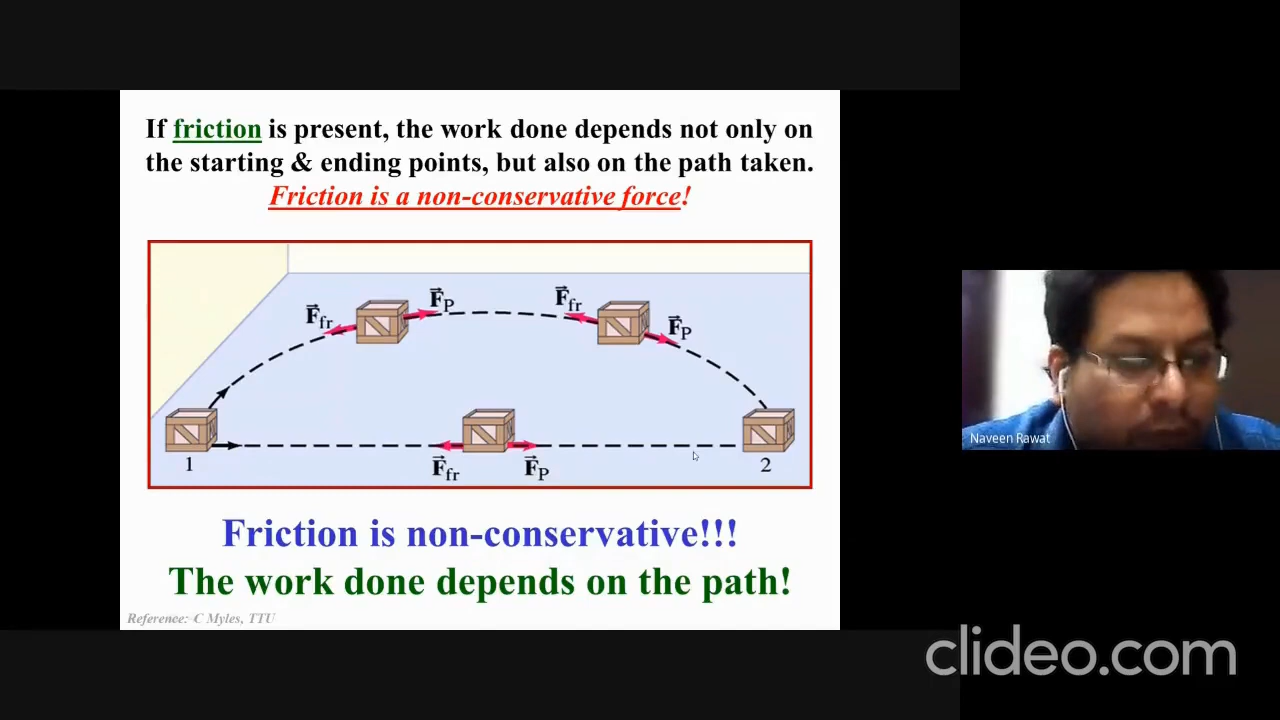 If friction is present, the work done depends not only on
the starting & ending points, but also on the path taken.
Friction is a non-conservative force!
F fr
F P
F fr
F P
1
F fr
F P
2
Friction is non-conservative!!!
The work done depends on the path!
Reference:- C Myles, TTU
Naveen Rawat
clideo.com